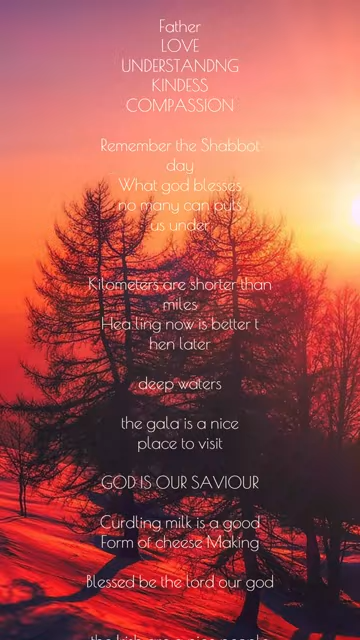 Father
LOVE
UNDERSTANDNG
KINDESS
COMPASSION
Remember the Shabbot
day
What god blesses
no many can puts
us under
Kilometers are shorter than
miles
Hea.ling now is better t
hen later
deep waters
the gala is a nice
place to visit
GOD IS OUR SAVIOUR
Curdling milk is a good
Form of cheese Making
Blessed be the lord our god